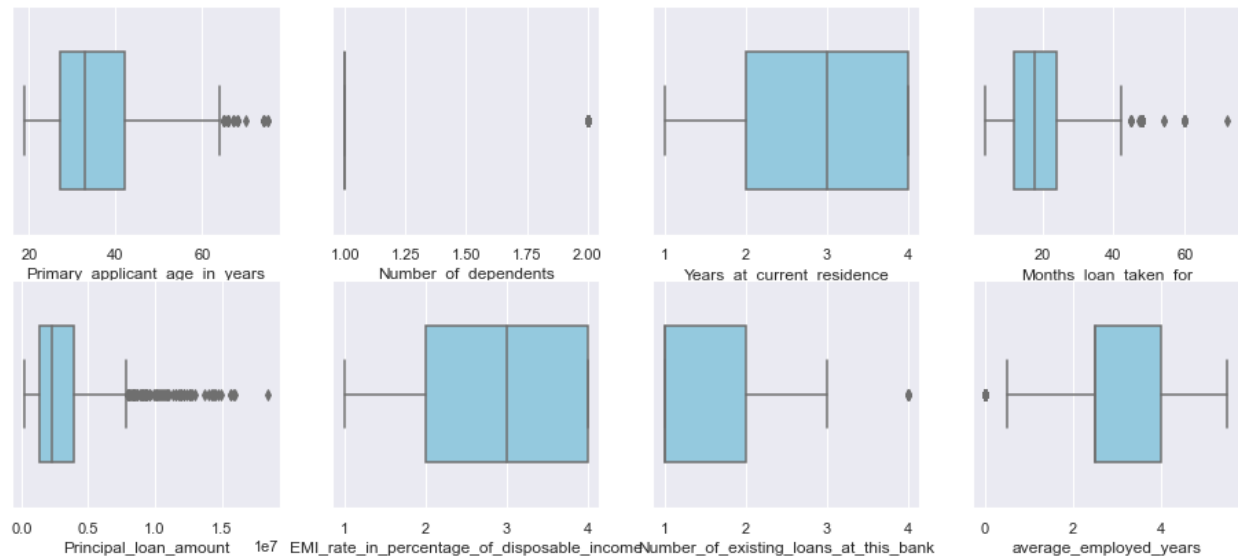 20 40 60
Primary_applicant_age_in_years
1.00 1.25 1.50 1.75 2.00
Number_of_dependents
1 2 3 4
Years_at_current_residence
20 40 60
Months_loan_taken_for
0.0 0.5 1.0 1.5
Principal_loan_amount 1e7
1 2 3 4
EMI_rate_in_percentage_of_disposable_income
1 2 3 4
Number_of_existing_loans_at_this_bank
0 2 4
average_employed_years